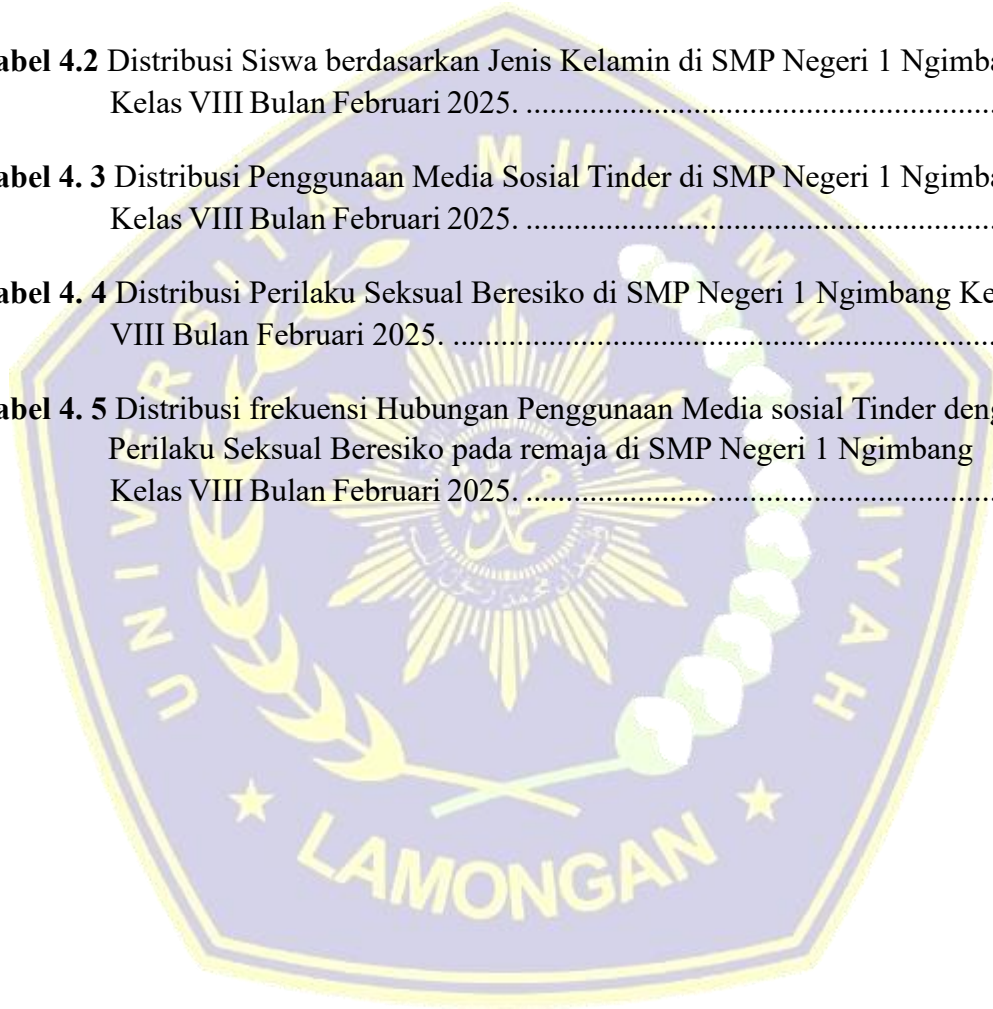 abel 4.2 Distribusi Siswa berdasarkan Jenis Kelamin di SMP Negeri 1 Ngimba
Kelas VIII Bulan Februari 2025. ............................................................
abel 4. 3 Distribusi Penggunaan Media Sosial Tinder di SMP Negeri 1 Ngimba
Kelas VIII Bulan Februari 2025. ............................................................
abel 4. 4 Distribusi Perilaku Seksual Beresiko di SMP Negeri 1 Ngimbang Ke
VIII Bulan Februari 2025. .....................................................................
abel 4. 5 Distribusi frekuensi Hubungan Penggunaan Media sosial Tinder deng
Perilaku Seksual Beresiko pada remaja di SMP Negeri 1 Ngimbang
Kelas VIII Bulan Februari 2025. ............................................................
UNIVERSITAS MUHAMMADIYAH
LAMONGAN
محمد